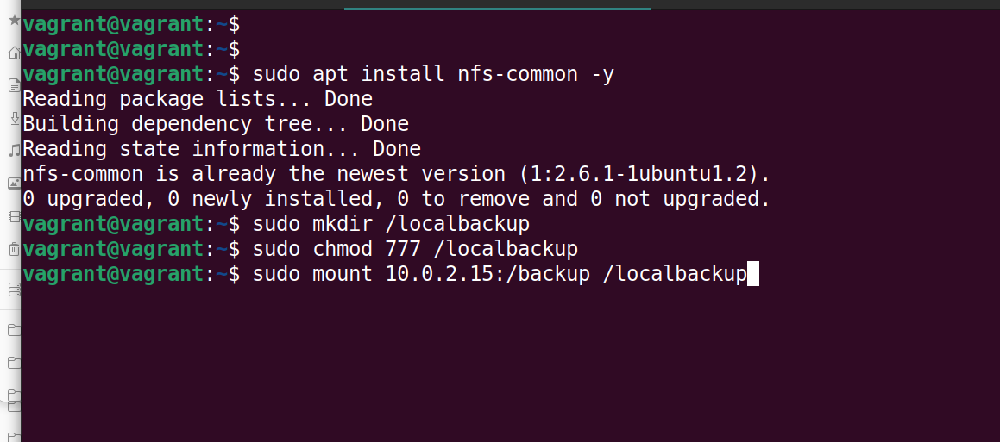 vagrant@vagrant:~$
vagrant@vagrant:~$
vagrant@vagrant:~$ sudo apt install nfs-common -y
Reading package lists... Done
Building dependency tree... Done
Reading state information... Done
nfs-common is already the newest version (1:2.6.1-1ubuntu1.2).
0 upgraded, 0 newly installed, 0 to remove and 0 not upgraded.
vagrant@vagrant:~$ sudo mkdir /localbackup
vagrant@vagrant:~$ sudo chmod 777 /localbackup
vagrant@vagrant:~$ sudo mount 10.0.2.15:/backup /localbackup